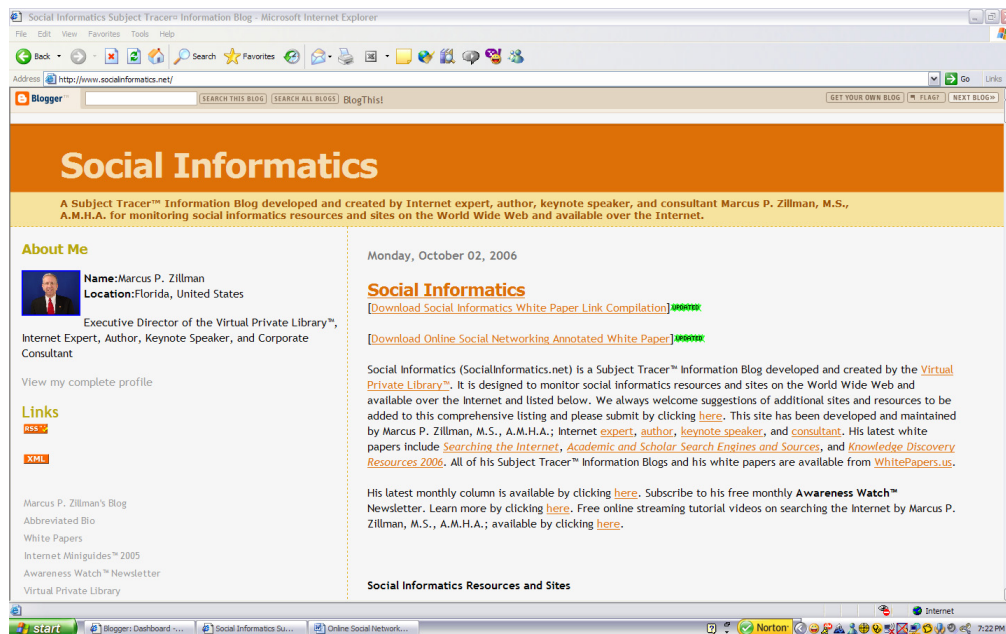 Social Informatics Subject Tracer™ Information Blog - Microsoft Internet Explorer
File Edit View Favorites Tools Help
Back Search Favorites
Address http://www.socialinformatics.net/ Go Links
Blogger SEARCH THIS BLOG SEARCH ALL BLOGS BlogThis! GET YOUR OWN BLOG FLAG? NEXT BLOG»
Social Informatics
A Subject Tracer™ Information Blog developed and created by Internet expert, author, keynote speaker, and consultant Marcus P. Zillman, M.S.,
A.M.H.A. for monitoring social informatics resources and sites on the World Wide Web and available over the Internet.
About Me
Name:Marcus P. Zillman
Location:Florida, United States
Executive Director of the Virtual Private Library™,
Internet Expert, Author, Keynote Speaker, and Corporate
Consultant
View my complete profile
Links
RSS
XML
Marcus P. Zillman's Blog
Abbreviated Bio
White Papers
Internet Miniguides™ 2005
Awareness Watch™ Newsletter
Virtual Private Library
Monday, October 02, 2006
Social Informatics
[Download Social Informatics White Paper Link Compilation] UPDATED
[Download Online Social Networking Annotated White Paper] UPDATED
Social Informatics (SocialInformatics.net) is a Subject Tracer™ Information Blog developed and created by the Virtual
Private Library™. It is designed to monitor social informatics resources and sites on the World Wide Web and
available over the Internet and listed below. We always welcome suggestions of additional sites and resources to be
added to this comprehensive listing and please submit by clicking here. This site has been developed and maintained
by Marcus P. Zillman, M.S., A.M.H.A.; Internet expert, author, keynote speaker, and consultant. His latest white
papers include Searching the Internet, Academic and Scholar Search Engines and Sources, and Knowledge Discovery
Resources 2006. All of his Subject Tracer™ Information Blogs and his white papers are available from WhitePapers.us.
His latest monthly column is available by clicking here. Subscribe to his free monthly Awareness Watch™
Newsletter. Learn more by clicking here. Free online streaming tutorial videos on searching the Internet by Marcus P.
Zillman, M.S., A.M.H.A.; available by clicking here.
Social Informatics Resources and Sites
Internet
start Blogger: Dashboard -... Social Informatics Su... Online Social Network... Norton 7:22 PM